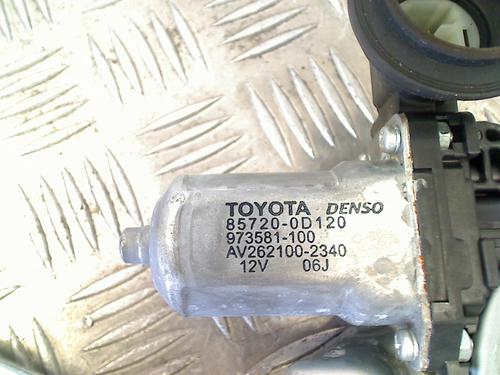 TOYOTA DENSO
85720-0D120
973581-100
AV262100-2340
12V 06J